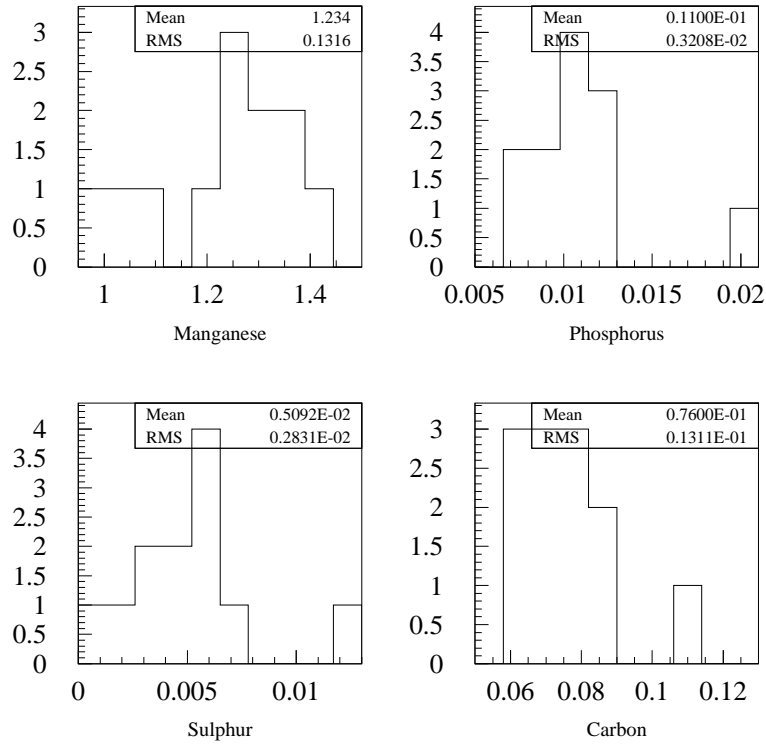 Mean 1.234
RMS 0.1316
3
2.5
2
1.5
1
0.5
0
1 1.2 1.4
Manganese
Mean 0.1100E-01
RMS 0.3208E-02
4
3.5
3
2.5
2
1.5
1
0.5
0
0.005 0.01 0.015 0.02
Phosphorus
Mean 0.5092E-02
RMS 0.2831E-02
4
3.5
3
2.5
2
1.5
1
0.5
0
0 0.005 0.01
Sulphur
Mean 0.7600E-01
RMS 0.1311E-01
3
2.5
2
1.5
1
0.5
0
0.06 0.08 0.1 0.12
Carbon